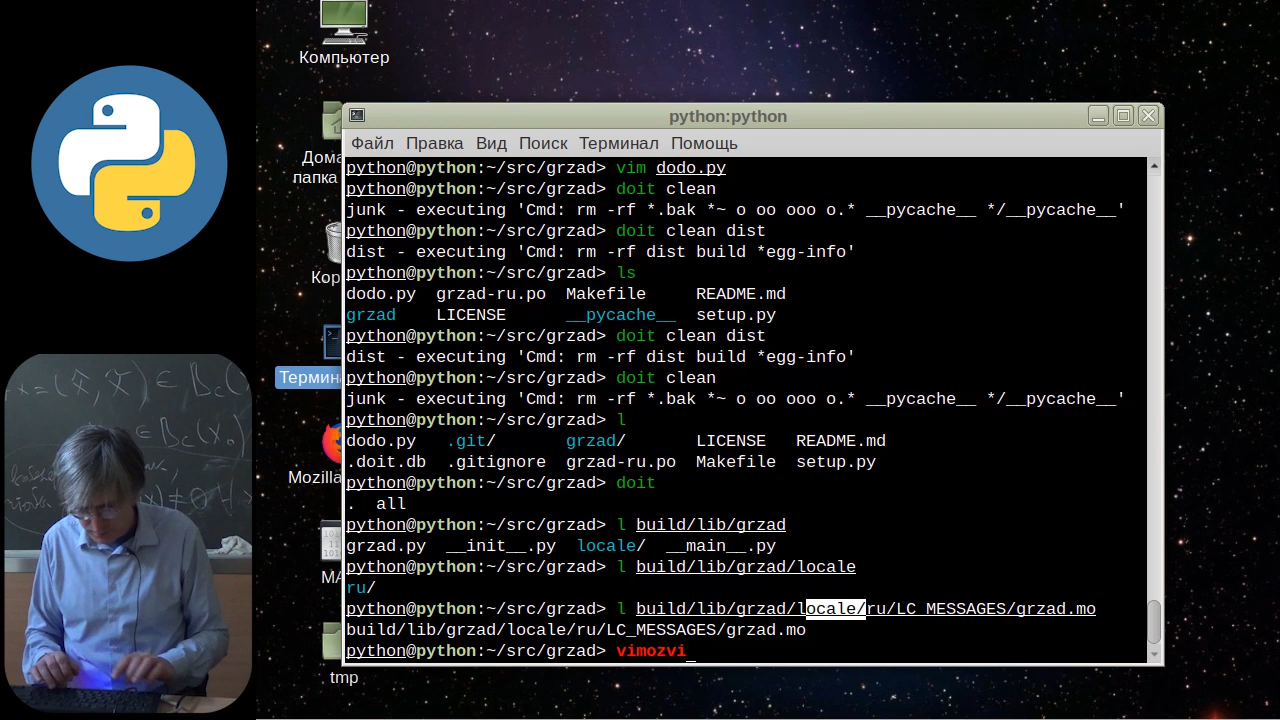 Компьютер
python:python
Файл Правка Вид Поиск Терминал Помощь
python@python:~/src/grzad> vim dodo.py
python@python:~/src/grzad> doit clean
junk - executing 'Cmd: rm -rf *.bak *~ o oo ooo o.* __pycache__ */__pycache__'
python@python:~/src/grzad> doit clean dist
dist - executing 'Cmd: rm -rf dist build *egg-info'
python@python:~/src/grzad> ls
dodo.py  grzad-ru.po  Makefile     README.md
grzad    LICENSE      __pycache__  setup.py
python@python:~/src/grzad> doit clean dist
dist - executing 'Cmd: rm -rf dist build *egg-info'
python@python:~/src/grzad> doit clean
junk - executing 'Cmd: rm -rf *.bak *~ o oo ooo o.* __pycache__ */__pycache__'
python@python:~/src/grzad> l
dodo.py   .git/       grzad/       LICENSE   README.md
.doit.db  .gitignore  grzad-ru.po  Makefile  setup.py
python@python:~/src/grzad> doit
.  all
python@python:~/src/grzad> l build/lib/grzad
grzad.py  __init__.py  locale/  __main__.py
python@python:~/src/grzad> l build/lib/grzad/locale
ru/
python@python:~/src/grzad> l build/lib/grzad/locale/ru/LC_MESSAGES/grzad.mo
build/lib/grzad/locale/ru/LC_MESSAGES/grzad.mo
python@python:~/src/grzad> vimozvi
Дома
папка
Кор
Термина
Mozilla
MA
tmp